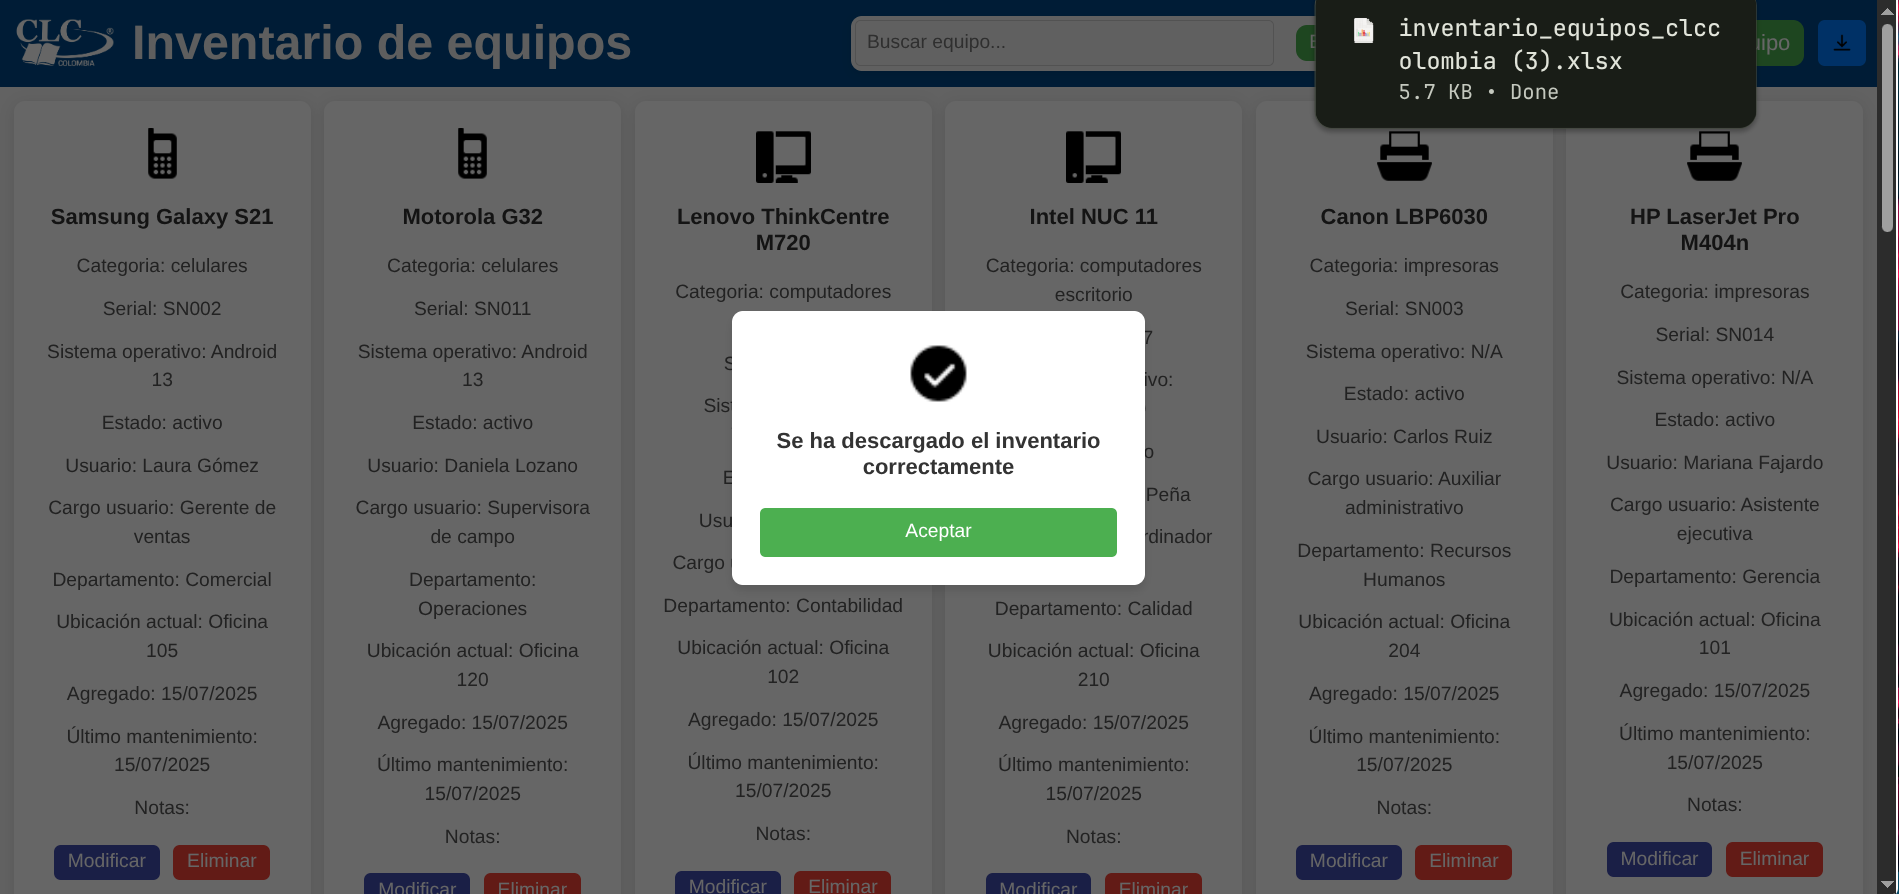 CLC
®
COLOMBIA
Inventario de equipos
Buscar equipo...
inventario_equipos_clcc
olombia (3).xlsx
5.7 KB • Done
Samsung Galaxy S21
Categoria: celulares
Serial: SN002
Sistema operativo: Android
13
Estado: activo
Usuario: Laura Gómez
Cargo usuario: Gerente de
ventas
Departamento: Comercial
Ubicación actual: Oficina
105
Agregado: 15/07/2025
Último mantenimiento:
15/07/2025
Notas:
Modificar
Eliminar
Motorola G32
Categoria: celulares
Serial: SN011
Sistema operativo: Android
13
Estado: activo
Usuario: Daniela Lozano
Cargo usuario: Supervisora
de campo
Departamento:
Operaciones
Ubicación actual: Oficina
120
Agregado: 15/07/2025
Último mantenimiento:
15/07/2025
Notas:
Modificar
Eliminar
Lenovo ThinkCentre
M720
Categoria: computadores
Cargo
Departamento: Contabilidad
Ubicación actual: Oficina
102
Agregado: 15/07/2025
Último mantenimiento:
15/07/2025
Notas:
Modificar
Eliminar
Intel NUC 11
Categoria: computadores
escritorio
Peña
Departamento: Calidad
Ubicación actual: Oficina
210
Agregado: 15/07/2025
Último mantenimiento:
15/07/2025
Notas:
Modificar
Eliminar
Canon LBP6030
Categoria: impresoras
Serial: SN003
Sistema operativo: N/A
Estado: activo
Usuario: Carlos Ruiz
Cargo usuario: Auxiliar
administrativo
Departamento: Recursos
Humanos
Ubicación actual: Oficina
204
Agregado: 15/07/2025
Último mantenimiento:
15/07/2025
Notas:
Modificar
Eliminar
HP LaserJet Pro
M404n
Categoria: impresoras
Serial: SN014
Sistema operativo: N/A
Estado: activo
Usuario: Mariana Fajardo
Cargo usuario: Asistente
ejecutiva
Departamento: Gerencia
Ubicación actual: Oficina
101
Agregado: 15/07/2025
Último mantenimiento:
15/07/2025
Notas:
Modificar
Eliminar
Se ha descargado el inventario
correctamente
Aceptar